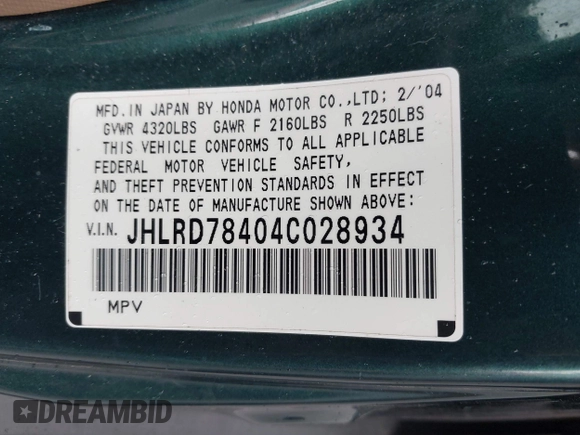 MFD.IN JAPAN BY HONDA MOTOR CO.,LTD; 2/'04
GVWR 4320LBS GAWR F 2160LBS R 2250LBS
THIS VEHICLE CONFORMS TO ALL APPLICABLE
FEDERAL MOTOR VEHICLE SAFETY,
AND THEFT PREVENTION STANDARDS IN EFFECT
ON THE DATE OF MANUFACTURE SHOWN ABOVE:
V.I.N. JHLRD78404C028934
MPV
DREAMBID